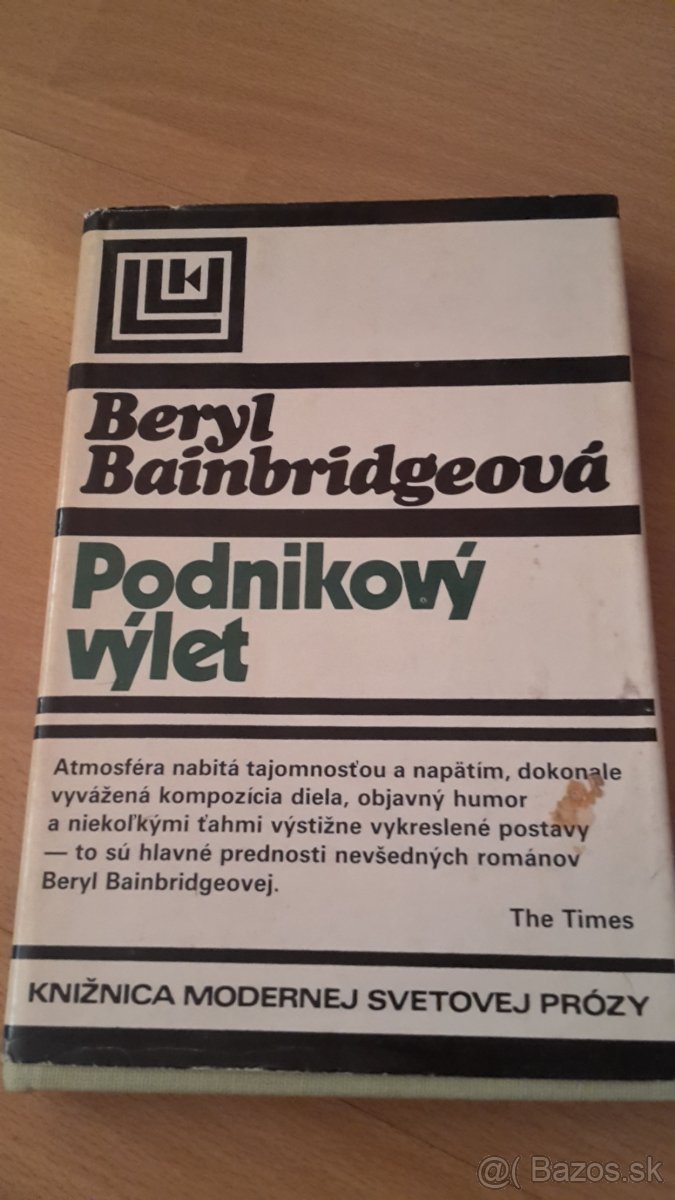 Beryl
Bainbridgeová
Podnikový
výlet
Atmosféra nabitá tajomnosťou a napätím, dokonale
vyvážená kompozícia diela, objavný humor
a niekoľkými ťahmi výstižne vykreslené postavy
— to sú hlavné prednosti nevšedných románov
Beryl Bainbridgeovej.
The Times
KNIŽNICA MODERNEJ SVETOVEJ PRÓZY
@( Bazos.sk